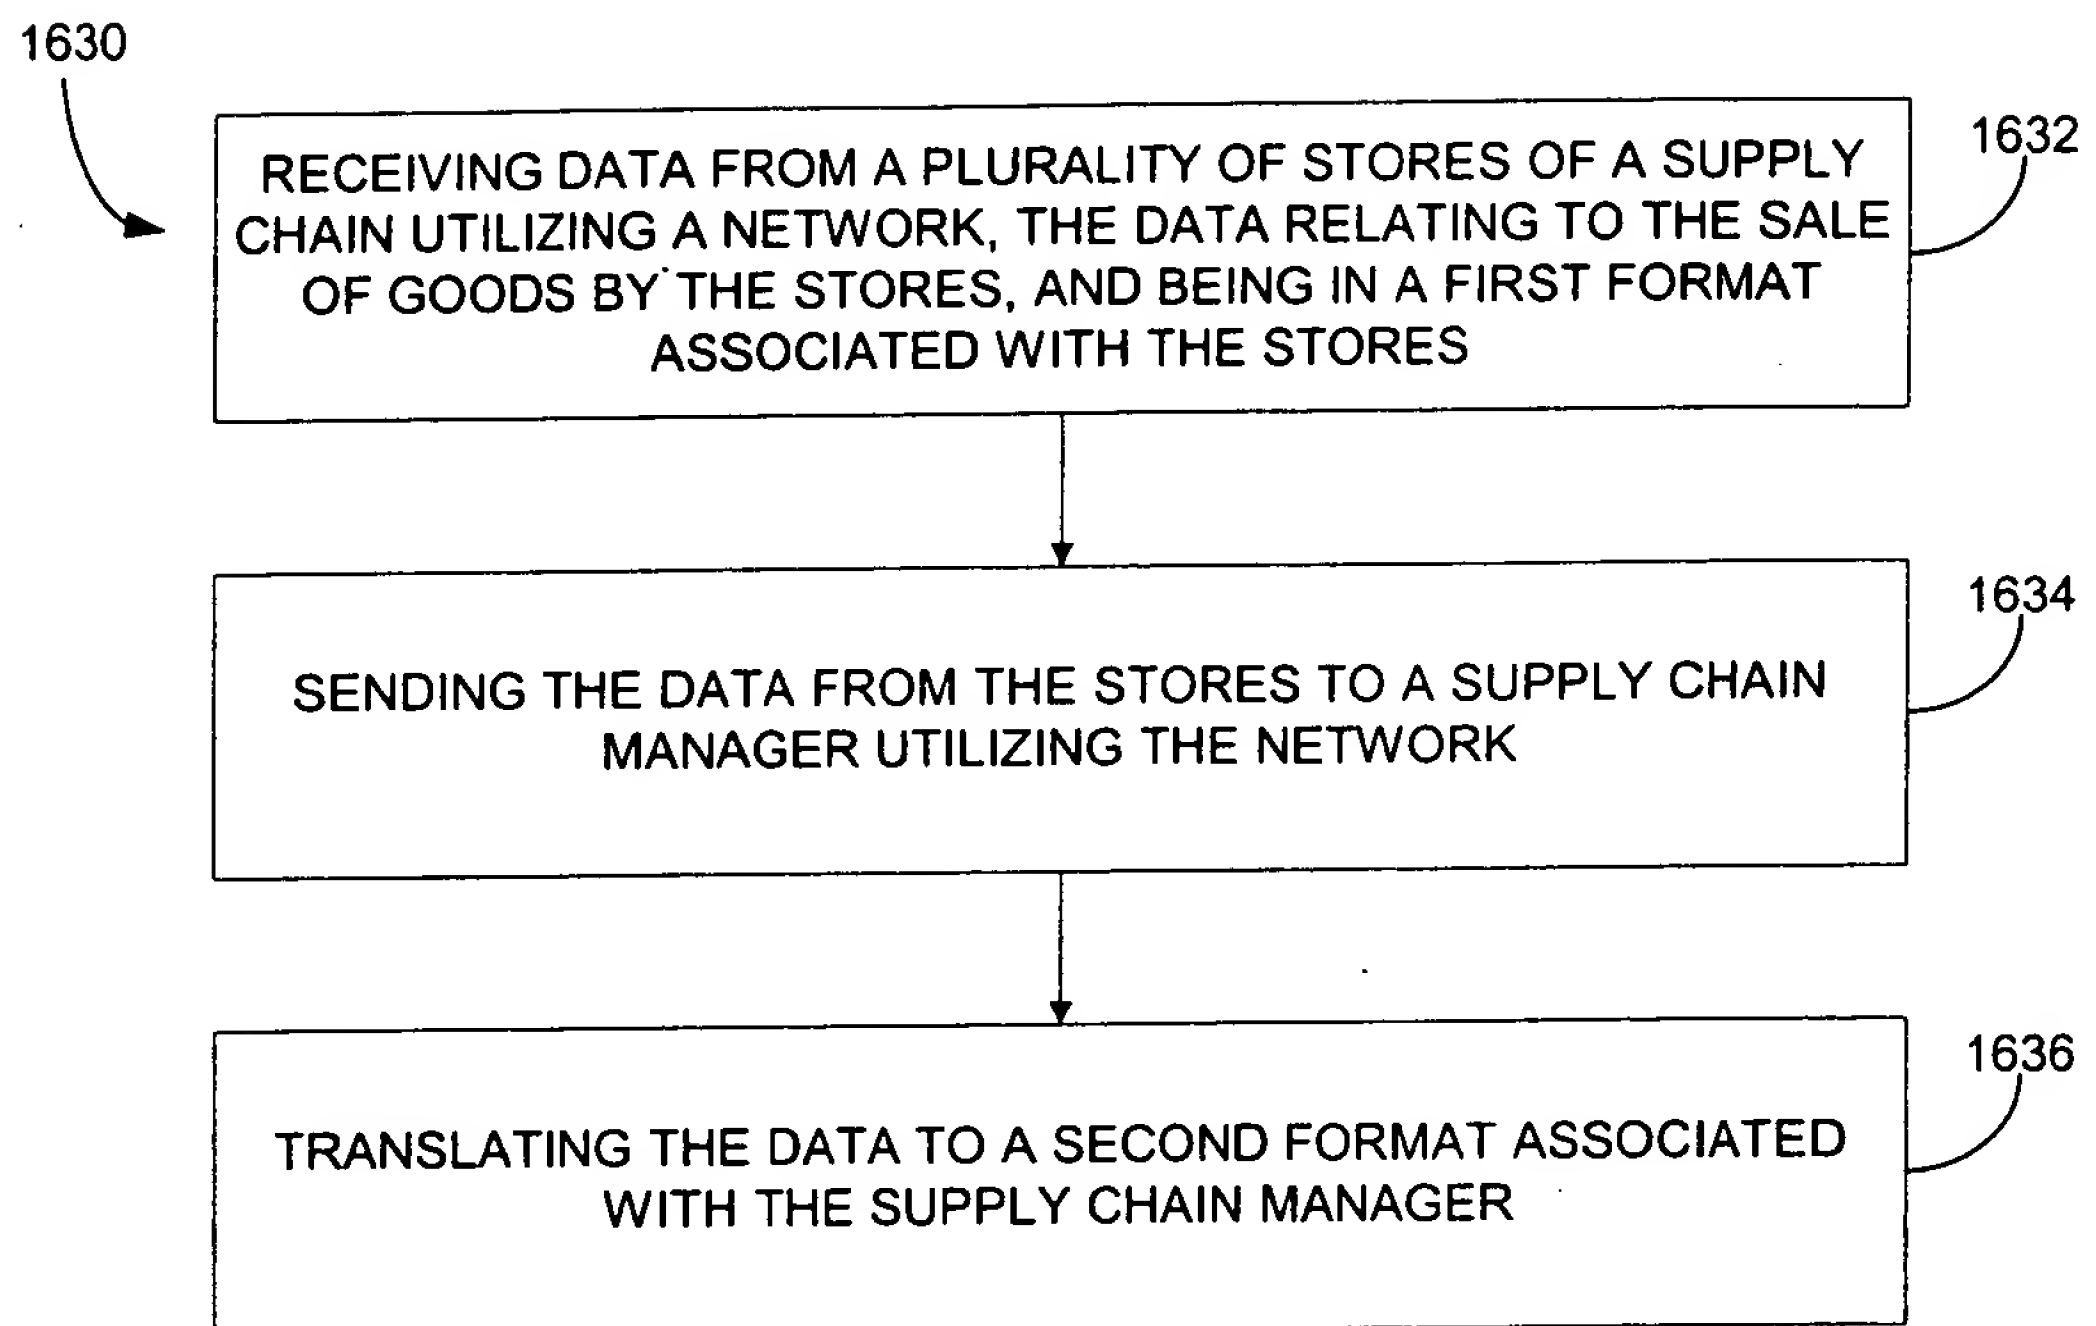 1630
RECEIVING DATA FROM A PLURALITY OF STORES OF A SUPPLY
1632
CHAIN UTILIZING A NETWORK, THE DATA RELATING TO THE SALE
OF GOODS BY THE STORES, AND BEING IN A FIRST FORMAT
ASSOCIATED WITH THE STORES
1634
SENDING THE DATA FROM THE STORES TO A SUPPLY CHAIN
MANAGER UTILIZING THE NETWORK
1636
TRANSLATING THE DATA TO A SECOND FORMAT ASSOCIATED
WITH THE SUPPLY CHAIN MANAGER